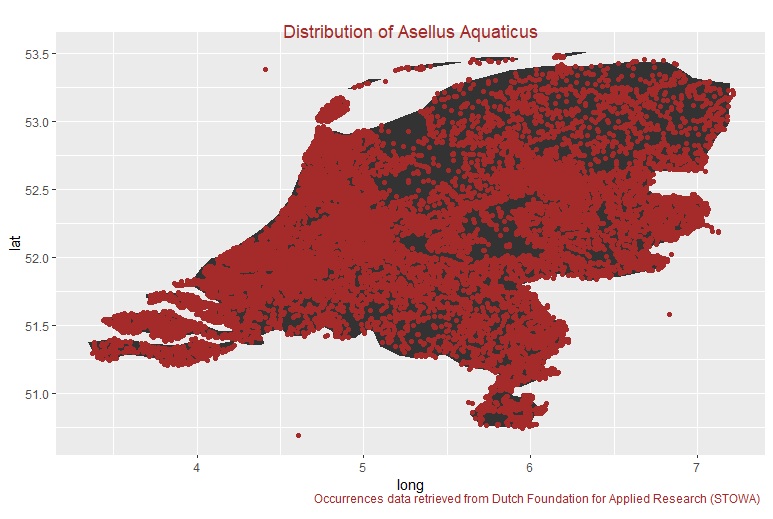 Distribution of Asellus Aquaticus
53.5
53.0
52.5
52.0
51.5
51.0
lat
4 5 6 7
long
Occurrences data retrieved from Dutch Foundation for Applied Research (STOWA)